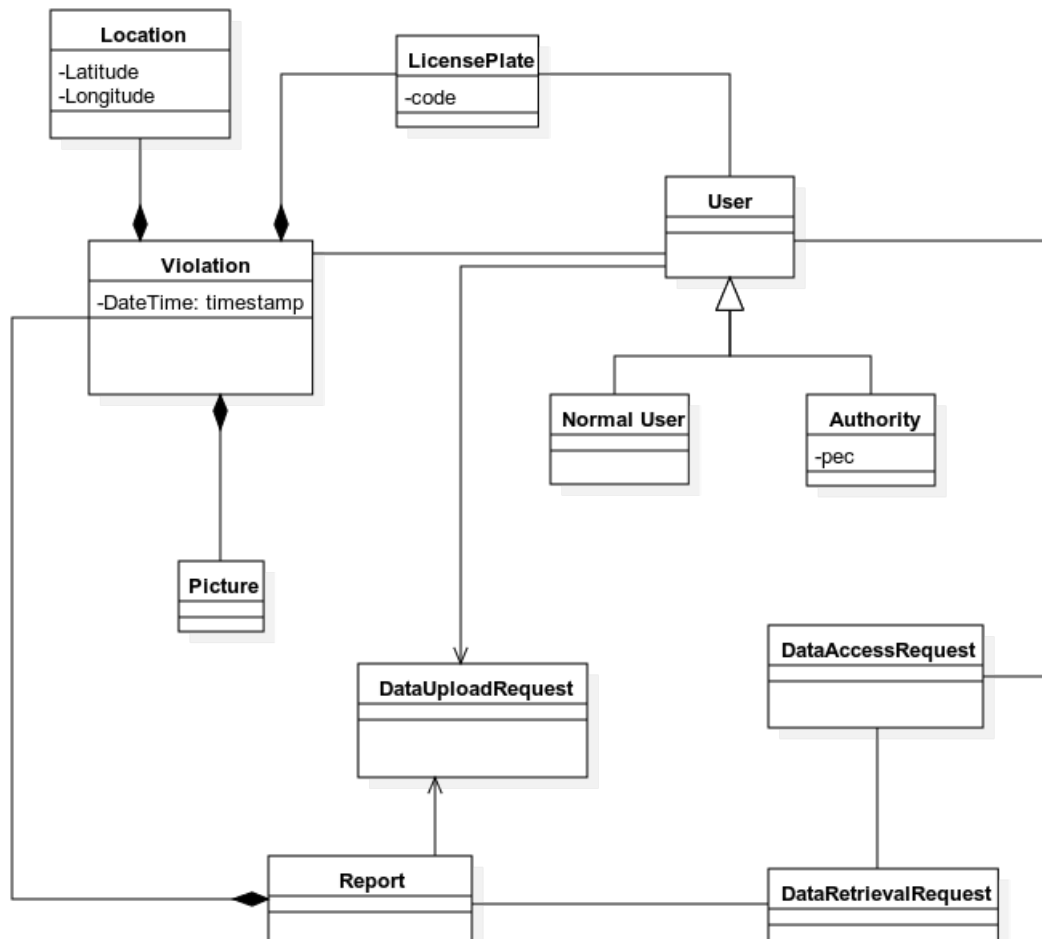 Location
-Latitude
-Longitude
LicensePlate
-code
User
Violation
-DateTime: timestamp
Normal User
Authority
-pec
Picture
DataAccessRequest
DataUploadRequest
Report
DataRetrievalRequest